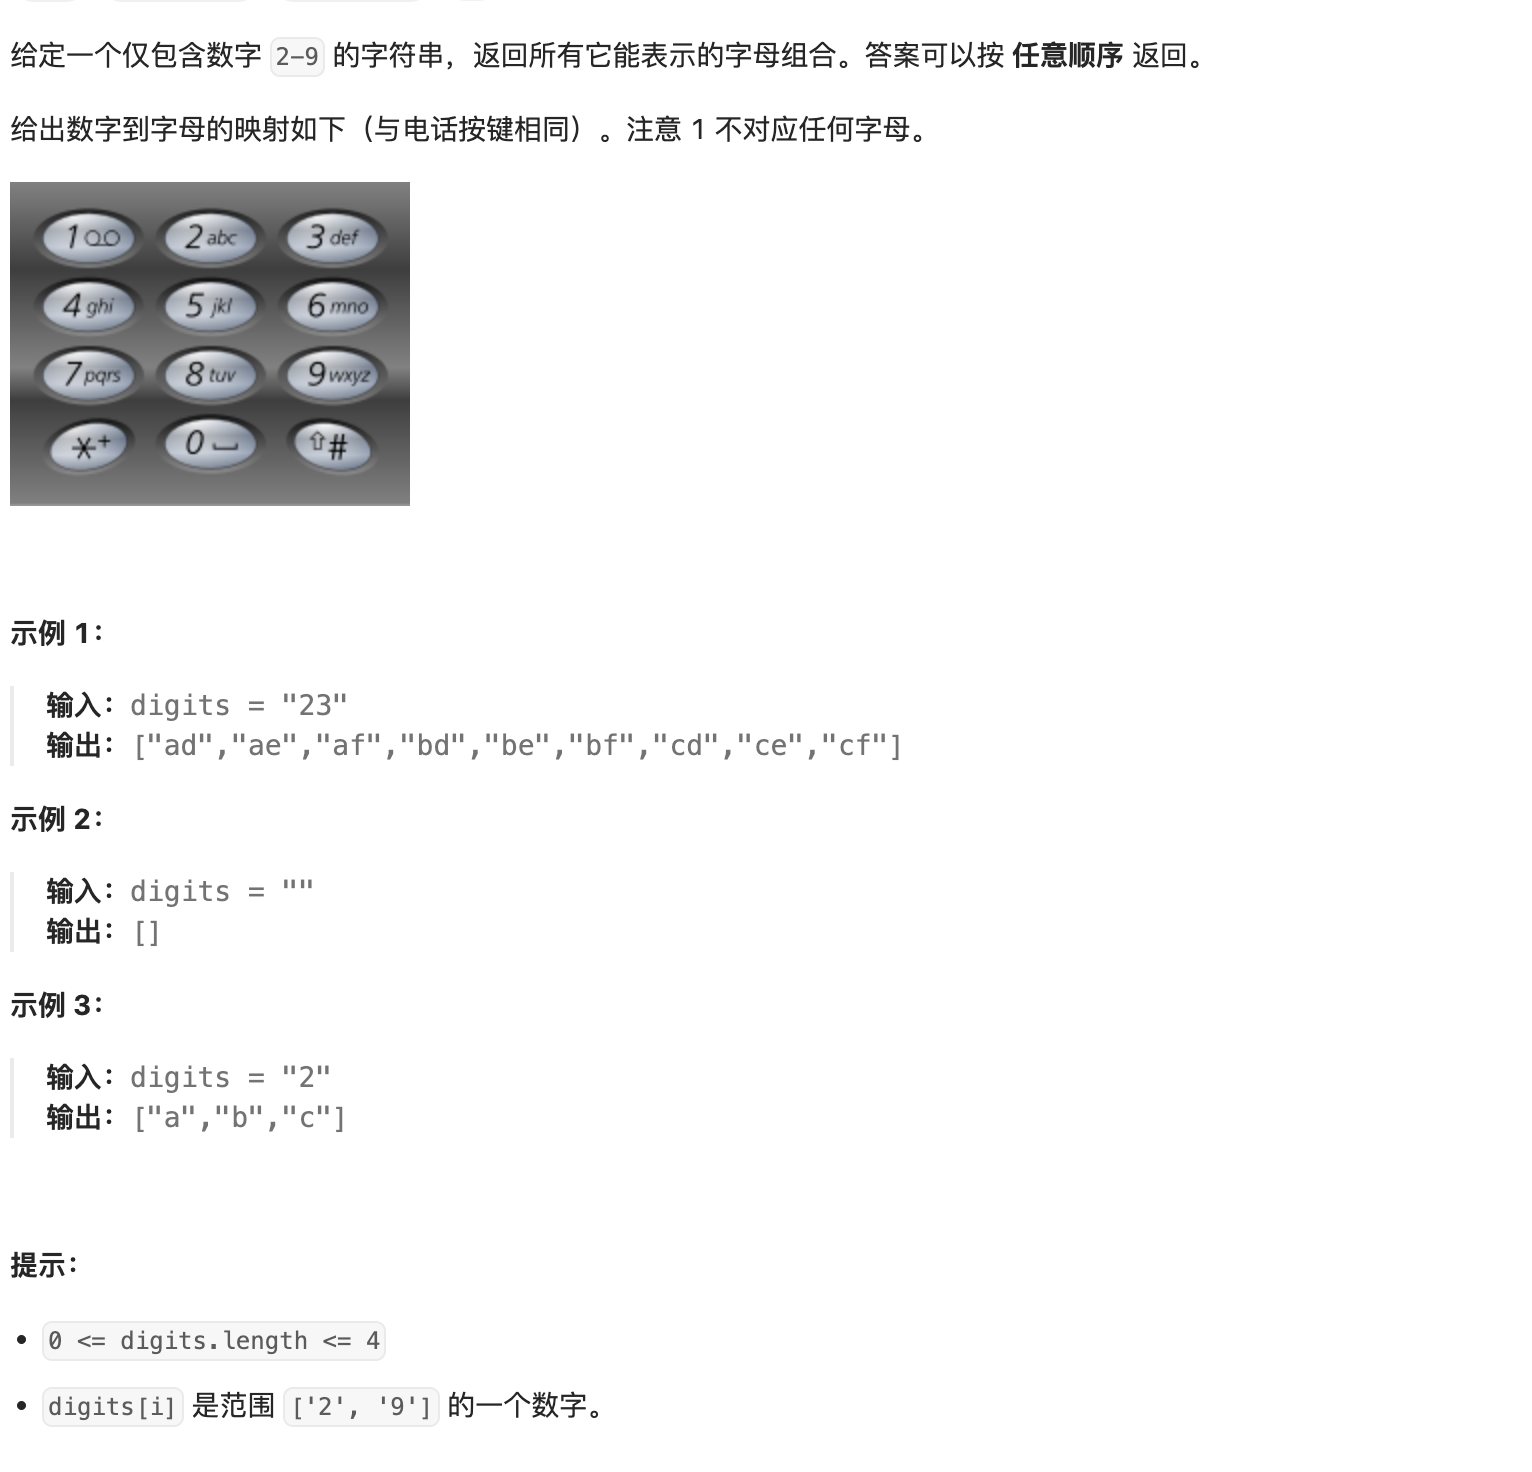 给定一个仅包含数字 2-9 的字符串，返回所有它能表示的字母组合。答案可以按 任意顺序 返回。
给出数字到字母的映射如下（与电话按键相同）。注意 1 不对应任何字母。
1 2 abc 3 def
4 ghi 5 jkl 6 mno
7 pqrs 8 tuv 9 wxyz
*+ 0 ⇧#
示例 1：
输入：digits = "23"
输出：["ad","ae","af","bd","be","bf","cd","ce","cf"]
示例 2：
输入：digits = ""
输出：[]
示例 3：
输入：digits = "2"
输出：["a","b","c"]
提示：
• 0 <= digits.length <= 4
• digits[i] 是范围 ['2', '9'] 的一个数字。